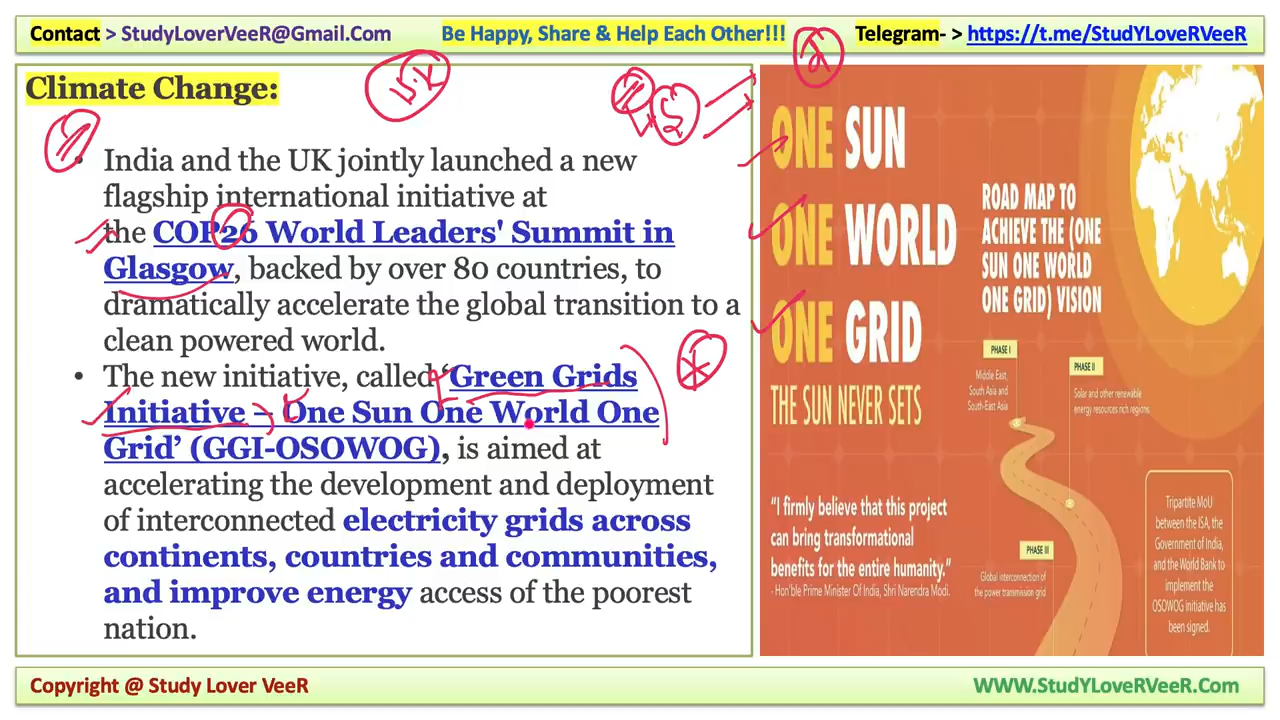 Contact > StudyLoverVeeR@Gmail.Com
Be Happy, Share & Help Each Other!!!
Telegram- > https://t.me/StudYLoveRVeeR
Climate Change:
UK
• India and the UK jointly launched a new
flagship international initiative at
the COP26 World Leaders' Summit in
Glasgow, backed by over 80 countries, to
dramatically accelerate the global transition to a
clean powered world.
• The new initiative, called ‘Green Grids
Initiative – One Sun One World One
Grid’ (GGI-OSOWOG), is aimed at
accelerating the development and deployment
of interconnected electricity grids across
continents, countries and communities,
and improve energy access of the poorest
nation.
ONE SUN
ONE WORLD
ONE GRID
THE SUN NEVER SETS
ROAD MAP TO
ACHIEVE THE (ONE
SUN ONE WORLD
ONE GRID) VISION
PHASE I
Middle East,
South Asia and
South-East Asia
PHASE II
Solar and other renewable
energy resources rich regions
PHASE III
Global interconnection of
the power transmission grid
"I firmly believe that this project
can bring transformational
benefits for the entire humanity."
- Hon'ble Prime Minister Of India, Shri Narendra Modi.
Tripartite MoU
between the ISA, the
Government of India,
and the World Bank to
implement the
OSOWOG initiative has
been signed.
Copyright @ Study Lover VeeR
WWW.StudYLoveRVeeR.Com